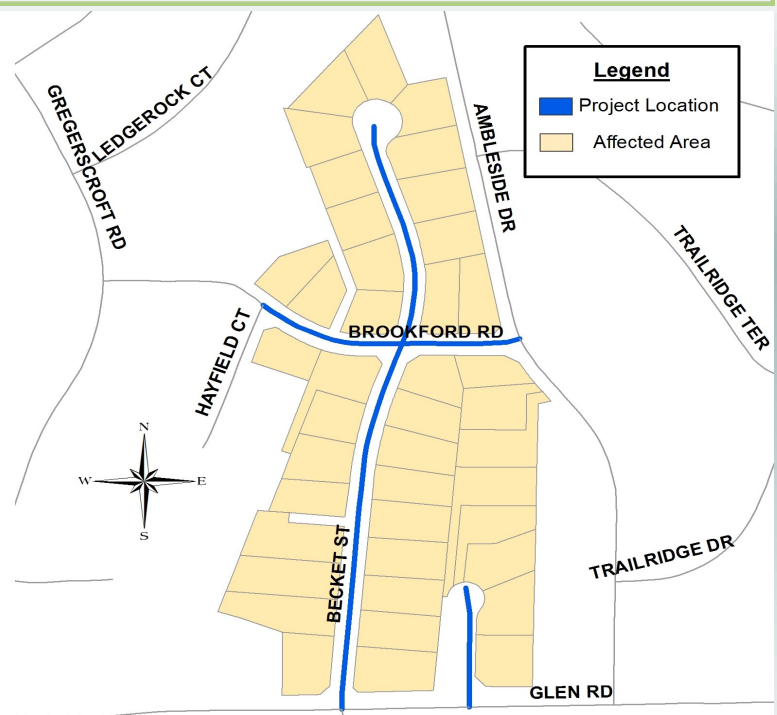 Legend
Project Location
Affected Area
GREGERSCROFT RD
LEDGEROCK CT
AMBLESIDE DR
TRAILRIDGE TER
BROOKFORD RD
HAYFIELD CT
N
W
E
S
BECKET ST
TRAILRIDGE DR
GLEN RD